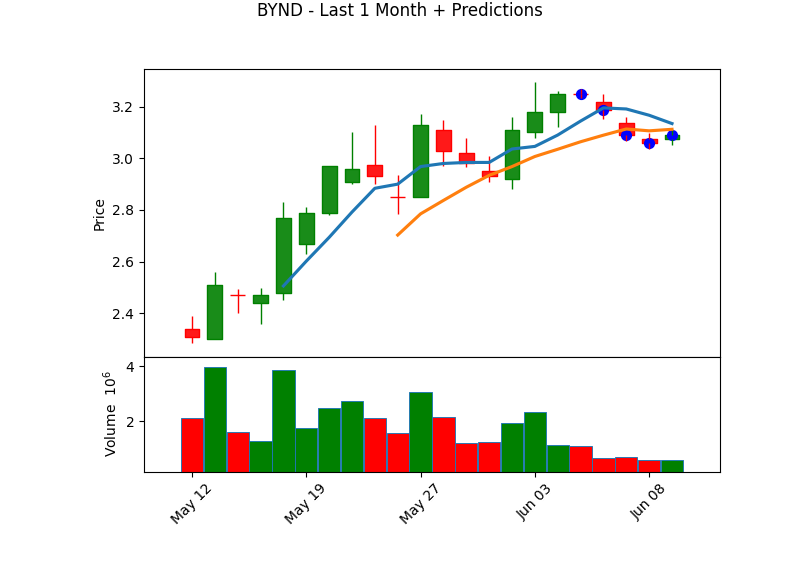 BYND - Last 1 Month + Predictions
3.2
3.0
2.8
2.6
2.4
Price
4
2
Volume 10^6
May 12
May 19
May 27
Jun 03
Jun 08